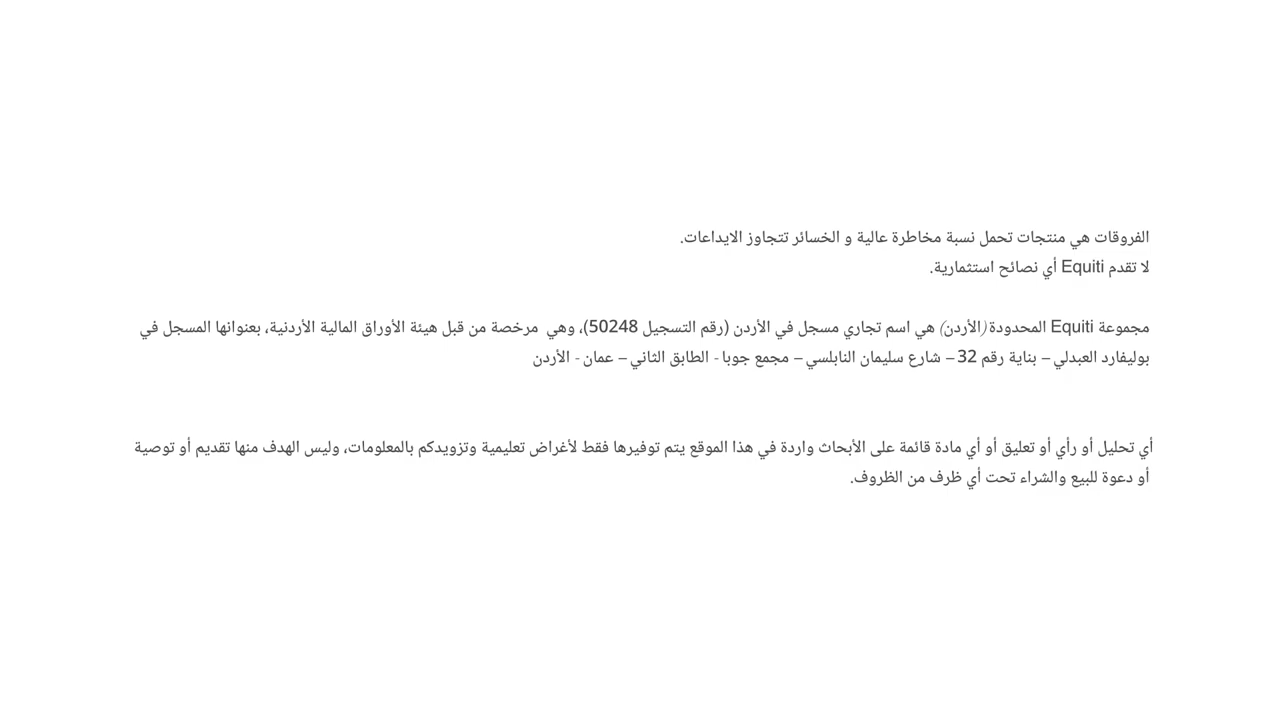 الفروقات هي منتجات تحمل نسبة مخاطرة عالية و الخسائر تتجاوز الايداعات.
لا تقدم Equiti أي نصائح استثمارية.
مجموعة Equiti المحدودة (الأردن) هي اسم تجاري مسجل في الأردن (رقم التسجيل 50248)، وهي مرخصة من قبل هيئة الأوراق المالية الأردنية، بعنوانها المسجل في
بوليفارد العبدلي – بناية رقم 32 – شارع سليمان النابلسي – مجمع جوبا - الطابق الثاني – عمان - الأردن
أي تحليل أو رأي أو تعليق أو أي مادة قائمة على الأبحاث واردة في هذا الموقع يتم توفيرها فقط لأغراض تعليمية وتزويدكم بالمعلومات، وليس الهدف منها تقديم أو توصية
أو دعوة للبيع والشراء تحت أي ظرف من الظروف.